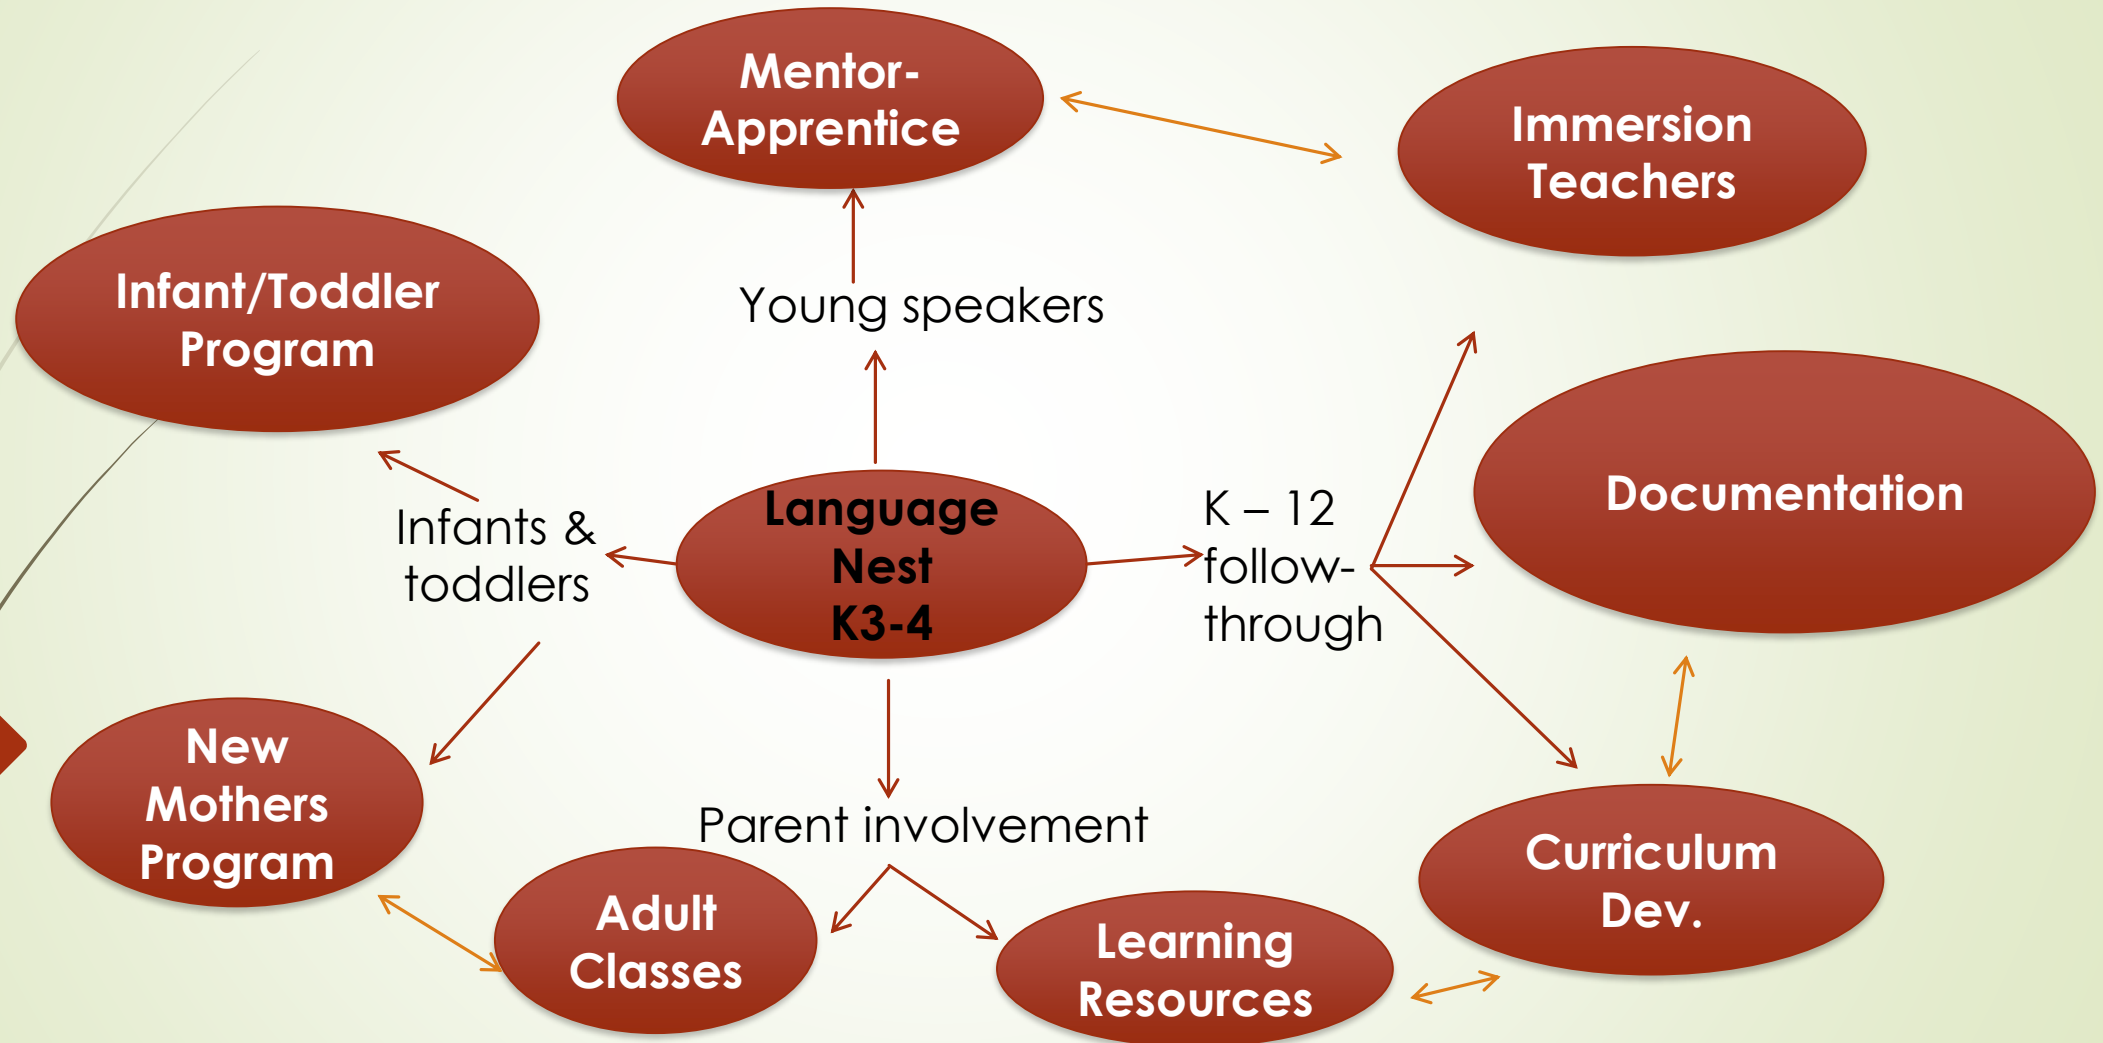 Mentor-
Apprentice
Immersion
Teachers
Infant/Toddler
Program
Young speakers
Documentation
Language
Nest
K3-4
K – 12
follow-
through
Infants &
toddlers
New
Mothers
Program
Parent involvement
Curriculum
Dev.
Adult
Classes
Learning
Resources